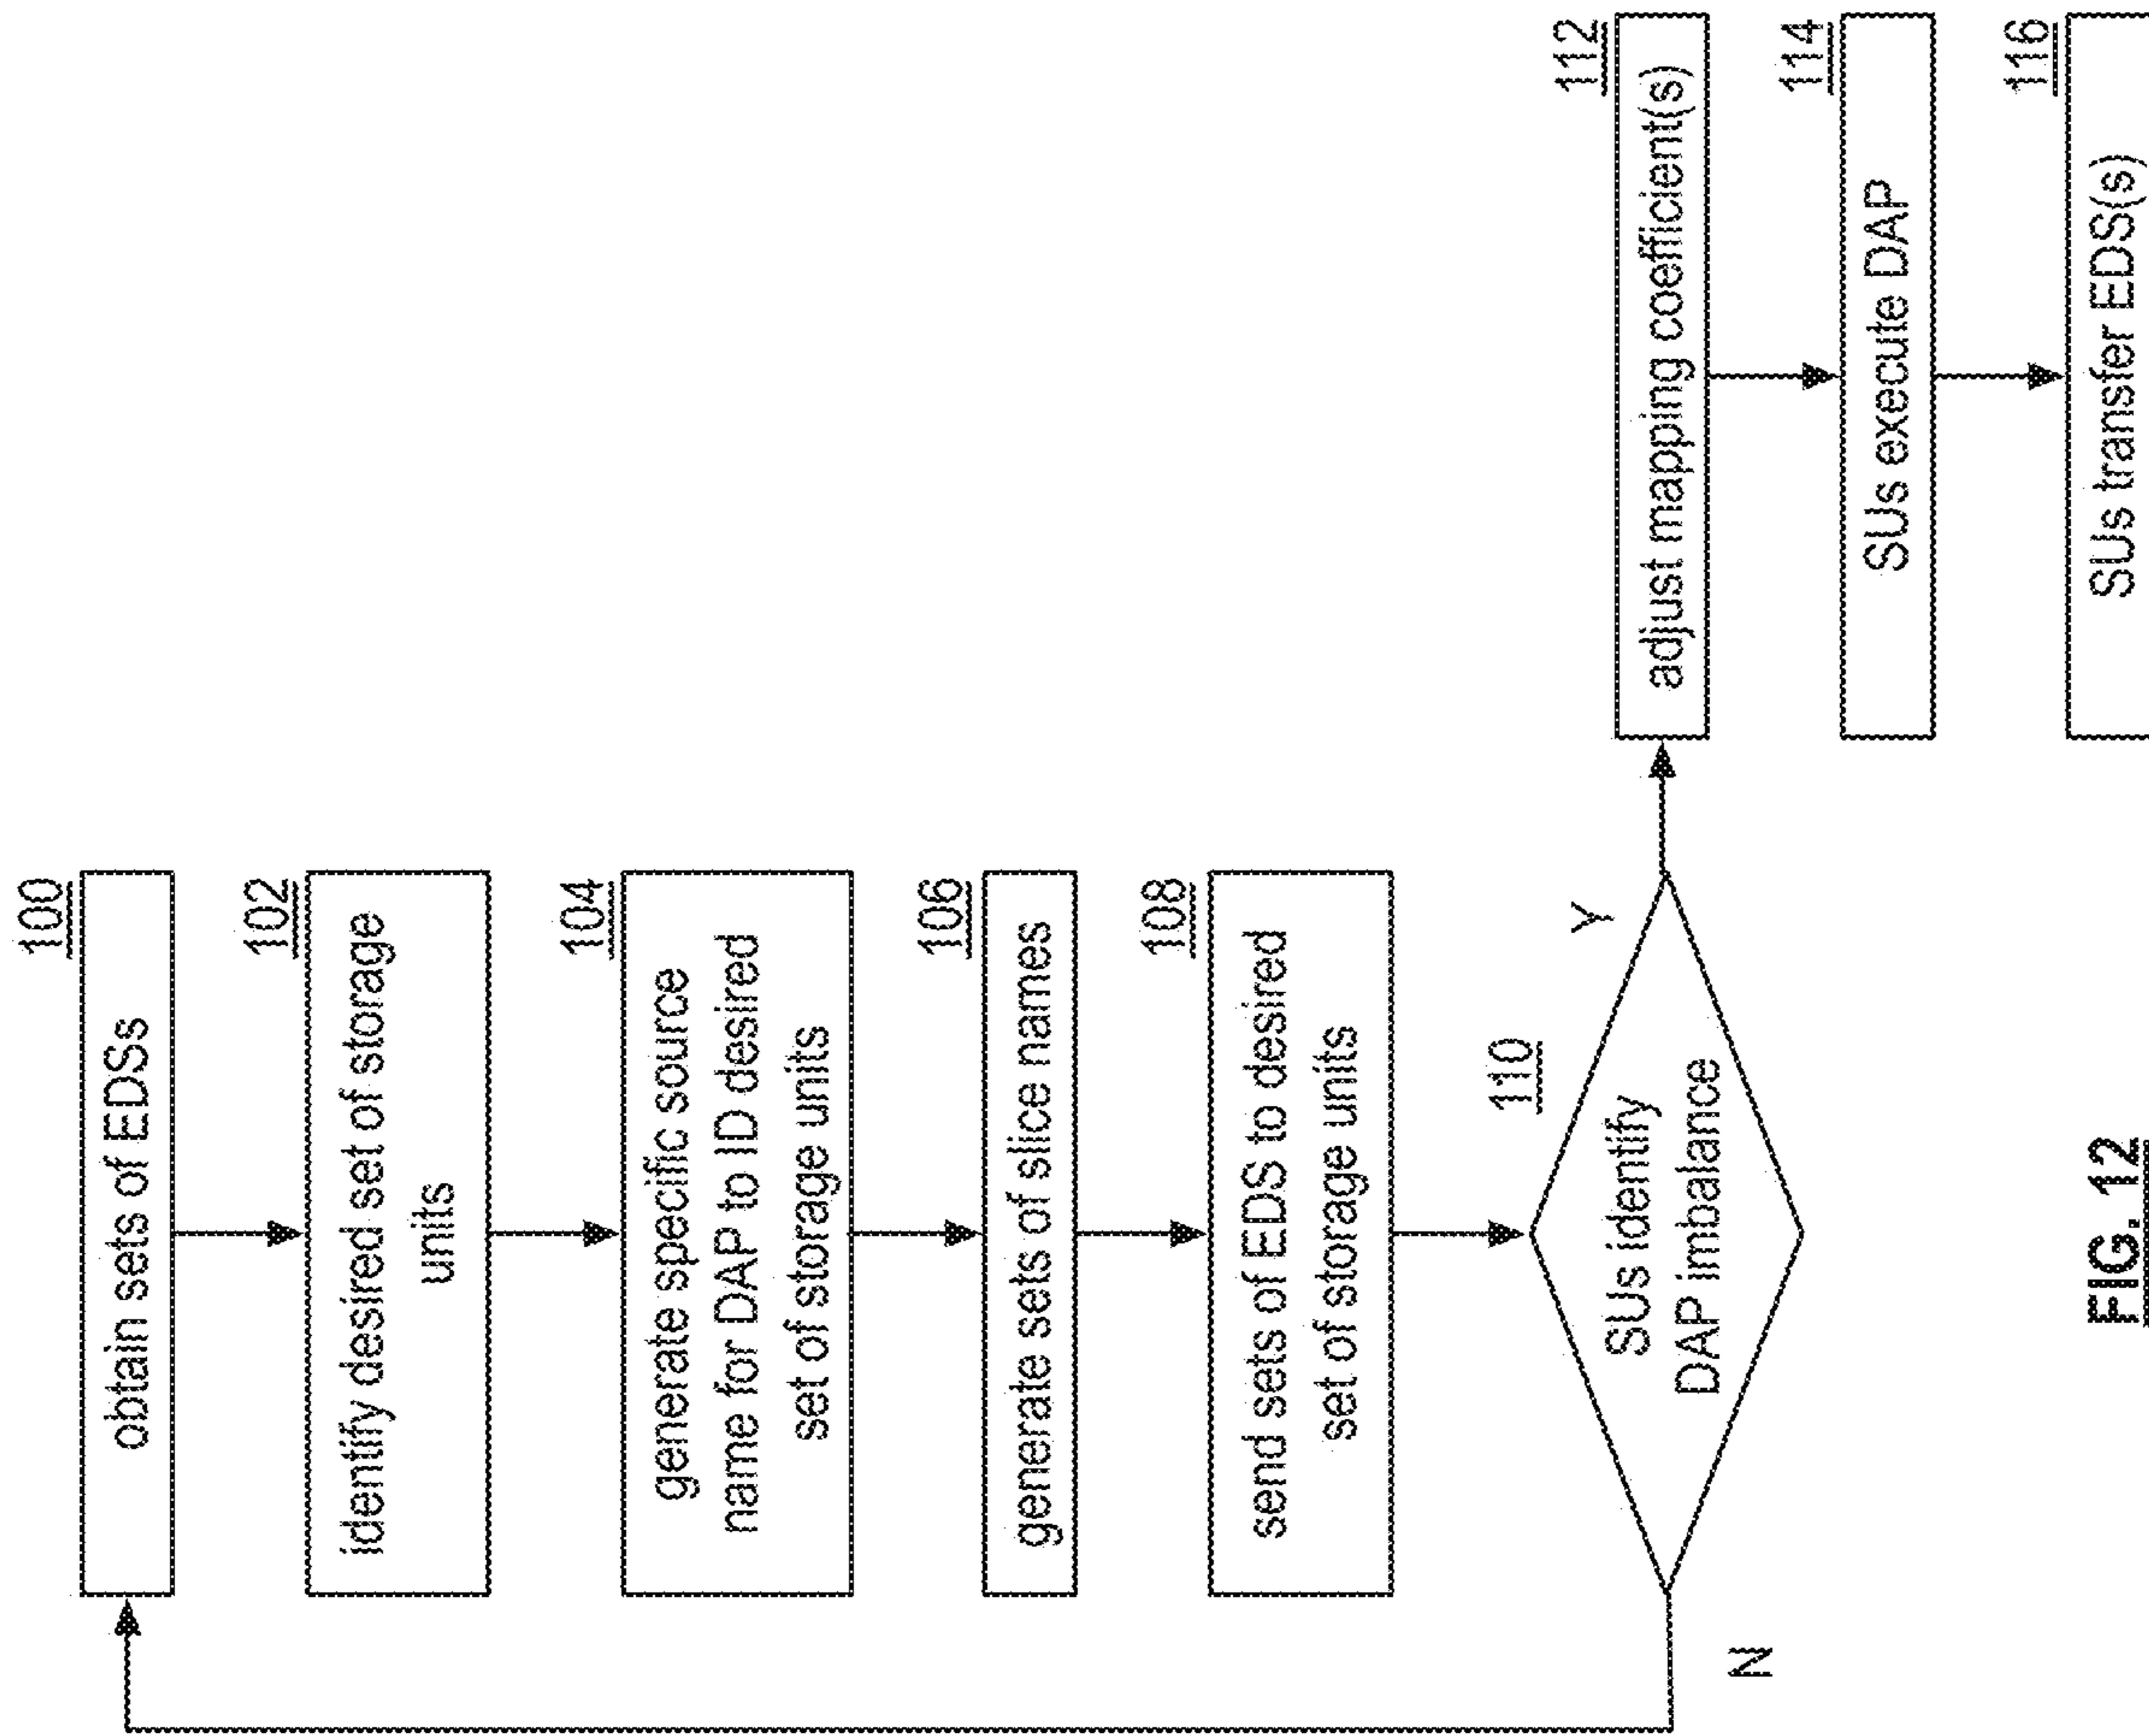 100
obtain sets of EDSs
102
identify desired set of storage
units
104
generate specific source
name for DAP to ID desired
set of storage units
106
generate sets of slice names
108
send sets of EDS to desired
set of storage units
110
SUs identify
DAP imbalance
Y
N
112
adjust mapping coefficient(s)
114
SUs execute DAP
116
SUs transfer EDS(s)
FIG. 12